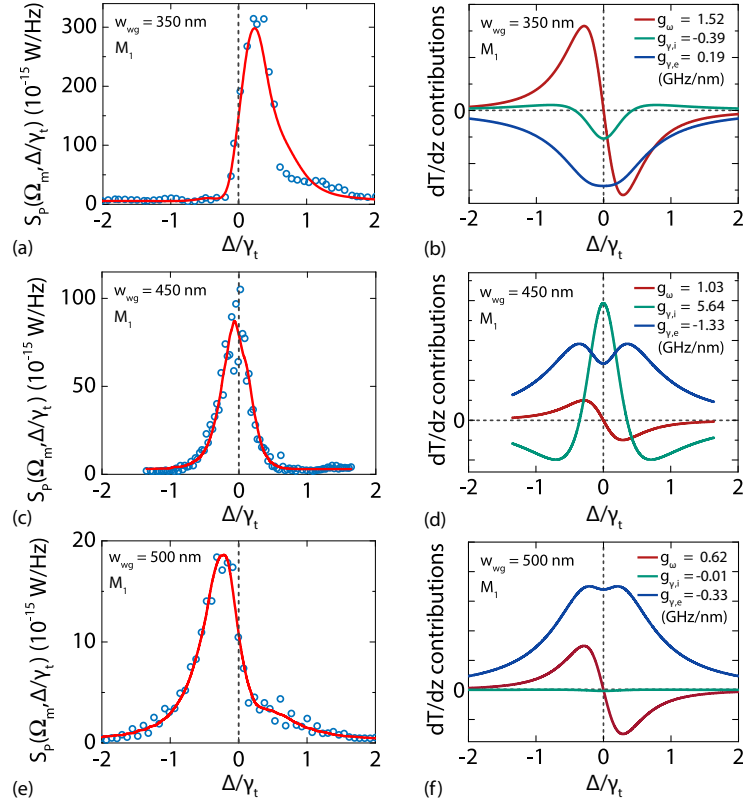 w_wg = 350 nm
M_1
S_P(Ω_m,Δ/γ_t) (10^-15 W/Hz)
300
200
100
0
-2 -1 0 1 2
Δ/γ_t
(a)
w_wg = 350 nm
M_1
g_ω = 1.52
g_γ,i = -0.39
g_γ,e = 0.19
(GHz/nm)
dT/dz contributions
0
-2 -1 0 1 2
Δ/γ_t
(b)
w_wg = 450 nm
M_1
S_P(Ω_m,Δ/γ_t) (10^-15 W/Hz)
100
50
0
-2 -1 0 1 2
Δ/γ_t
(c)
w_wg = 450 nm
M_1
g_ω = 1.03
g_γ,i = 5.64
g_γ,e = -1.33
(GHz/nm)
dT/dz contributions
0
-2 -1 0 1 2
Δ/γ_t
(d)
w_wg = 500 nm
M_1
S_P(Ω_m,Δ/γ_t) (10^-15 W/Hz)
20
10
0
-2 -1 0 1 2
Δ/γ_t
(e)
w_wg = 500 nm
M_1
g_ω = 0.62
g_γ,i = -0.01
g_γ,e = -0.33
(GHz/nm)
dT/dz contributions
0
-2 -1 0 1 2
Δ/γ_t
(f)